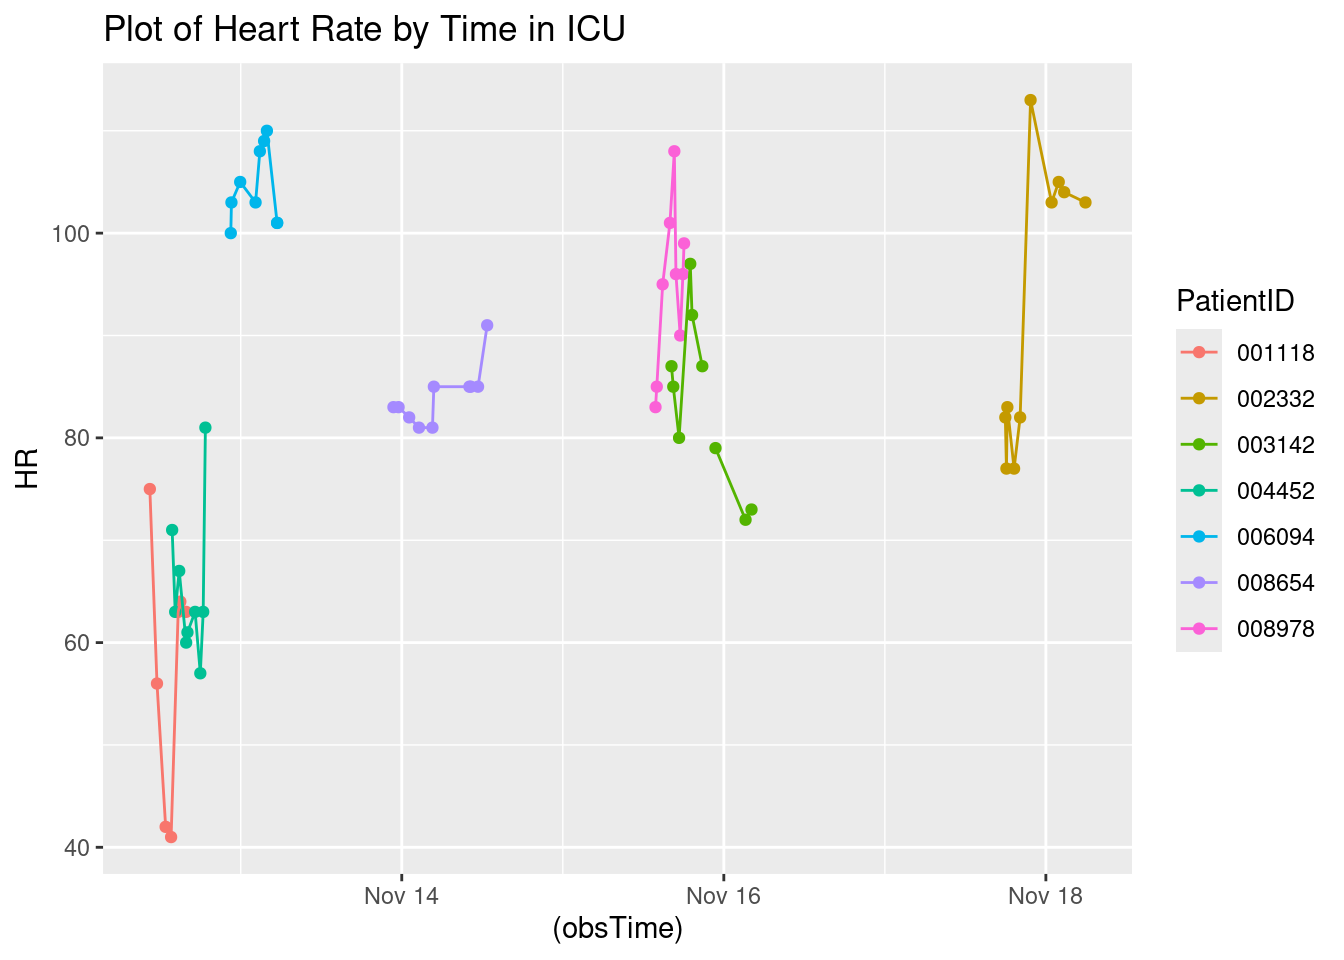 Plot of Heart Rate by Time in ICU
HR
100
80
60
40
Nov 14
Nov 16
Nov 18
(obsTime)
PatientID
001118
002332
003142
004452
006094
008654
008978